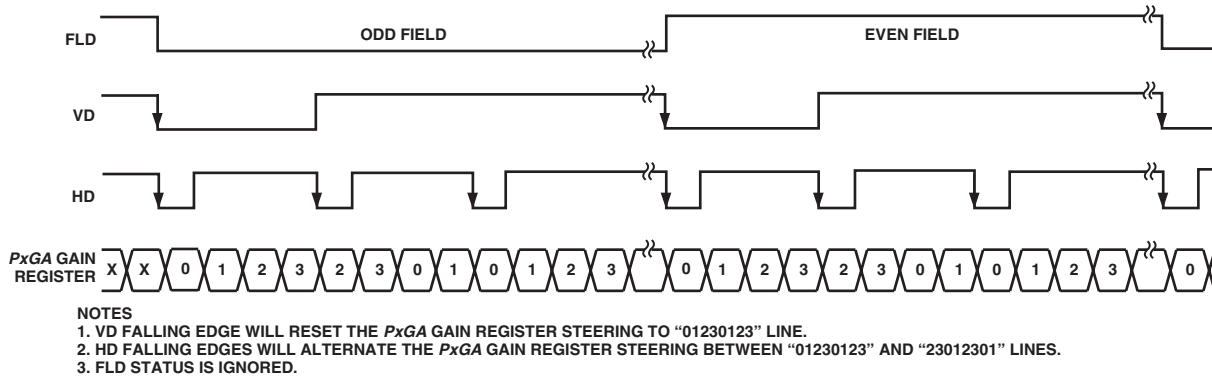 FLD
ODD FIELD
EVEN FIELD
VD
HD
PxGA GAIN
REGISTER
X X 0 1 2 3 2 3 0 1 0 1 2 3 0 1 2 3 2 3 0 1 0 1 2 3 0
NOTES
1. VD FALLING EDGE WILL RESET THE PxGA GAIN REGISTER STEERING TO “01230123” LINE.
2. HD FALLING EDGES WILL ALTERNATE THE PxGA GAIN REGISTER STEERING BETWEEN “01230123” AND “23012301” LINES.
3. FLD STATUS IS IGNORED.